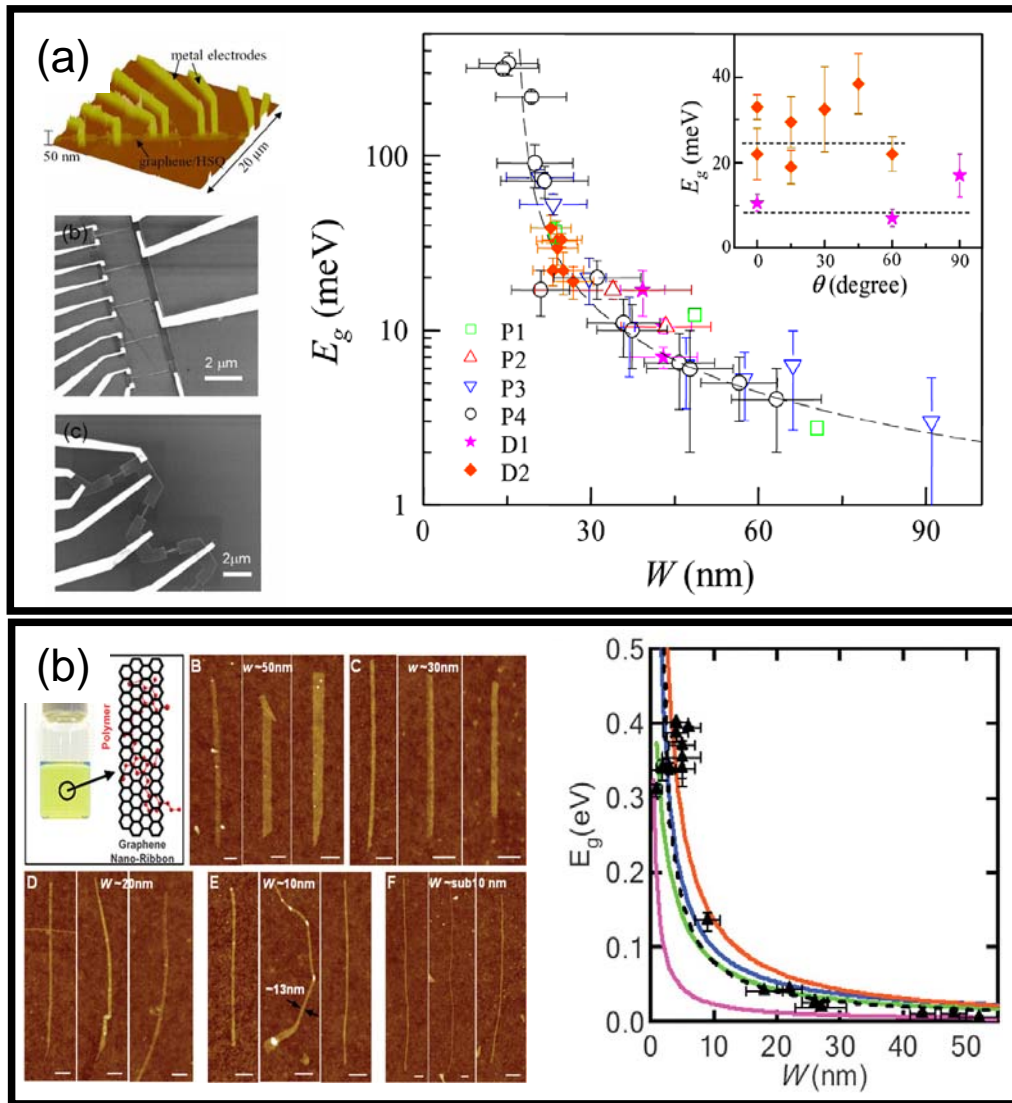 (a)
metal electrodes
50 nm
graphene/HSQ
20 μm
(b)
2 μm
(c)
2μm
E_g (meV)
100
10
1
0
30
60
90
W (nm)
P1
P2
P3
P4
D1
D2
E_g (meV)
40
20
0
0
30
60
90
θ (degree)
(b)
Polymer
Graphene
Nano-Ribbon
B
w ~50nm
C
w ~30nm
D
W ~20nm
E
W ~10nm
~13nm
F
W ~sub10 nm
E_g(eV)
0.5
0.4
0.3
0.2
0.1
0.0
0
10
20
30
40
50
W (nm)